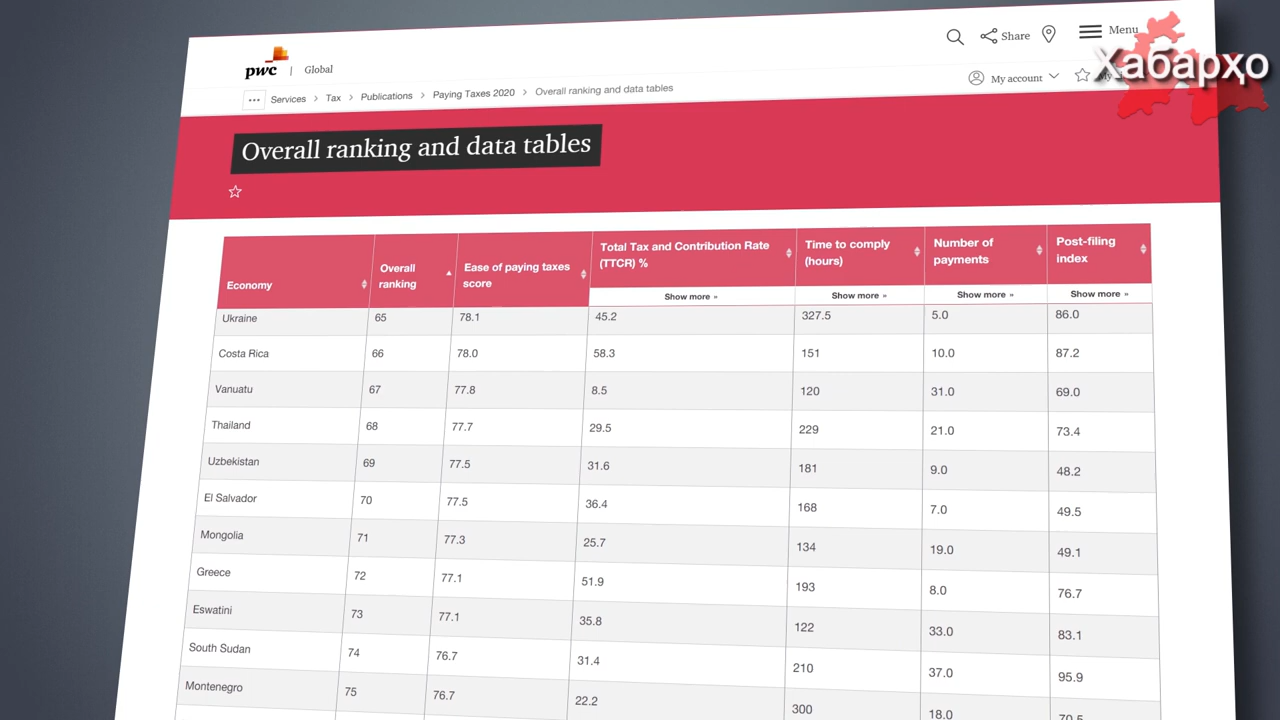 Share
Menu
Хабарҳо
pwc | Global
My account
... Services > Tax > Publications > Paying Taxes 2020 > Overall ranking and data tables
Overall ranking and data tables
Economy Overall ranking Ease of paying taxes score Total Tax and Contribution Rate (TTCR) % Time to comply (hours) Number of payments Post-filing index
Show more » Show more » Show more » Show more »
Ukraine 65 78.1 45.2 327.5 5.0 86.0
Costa Rica 66 78.0 58.3 151 10.0 87.2
Vanuatu 67 77.8 8.5 120 31.0 69.0
Thailand 68 77.7 29.5 229 21.0 73.4
Uzbekistan 69 77.5 31.6 181 9.0 48.2
El Salvador 70 77.5 36.4 168 7.0 49.5
Mongolia 71 77.3 25.7 134 19.0 49.1
Greece 72 77.1 51.9 193 8.0 76.7
Eswatini 73 77.1 35.8 122 33.0 83.1
South Sudan 74 76.7 31.4 210 37.0 95.9
Montenegro 75 76.7 22.2 300 18.0 70.5